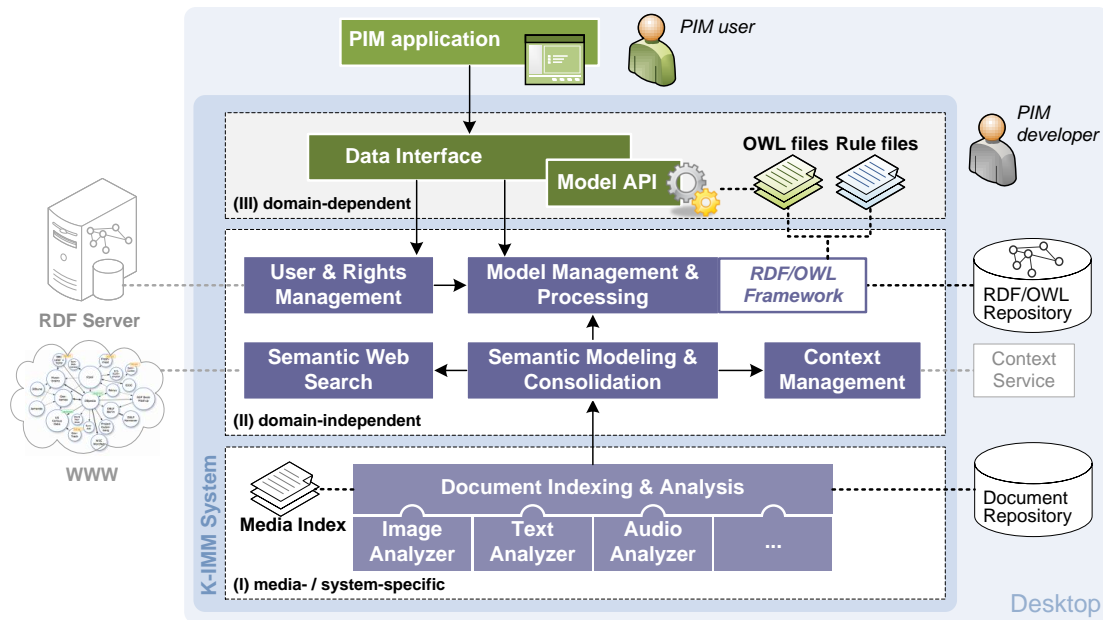 PIM application
PIM user
PIM
developer
Data Interface
Model API
OWL files
Rule files
(III) domain-dependent
User & Rights
Management
Model Management &
Processing
RDF/OWL
Framework
RDF/OWL
Repository
RDF Server
Semantic Web
Search
Semantic Modeling &
Consolidation
Context
Management
Context
Service
(II) domain-independent
WWW
Document Indexing & Analysis
Media Index
Image
Analyzer
Text
Analyzer
Audio
Analyzer
...
Document
Repository
(I) media- / system-specific
K-IMM System
Desktop